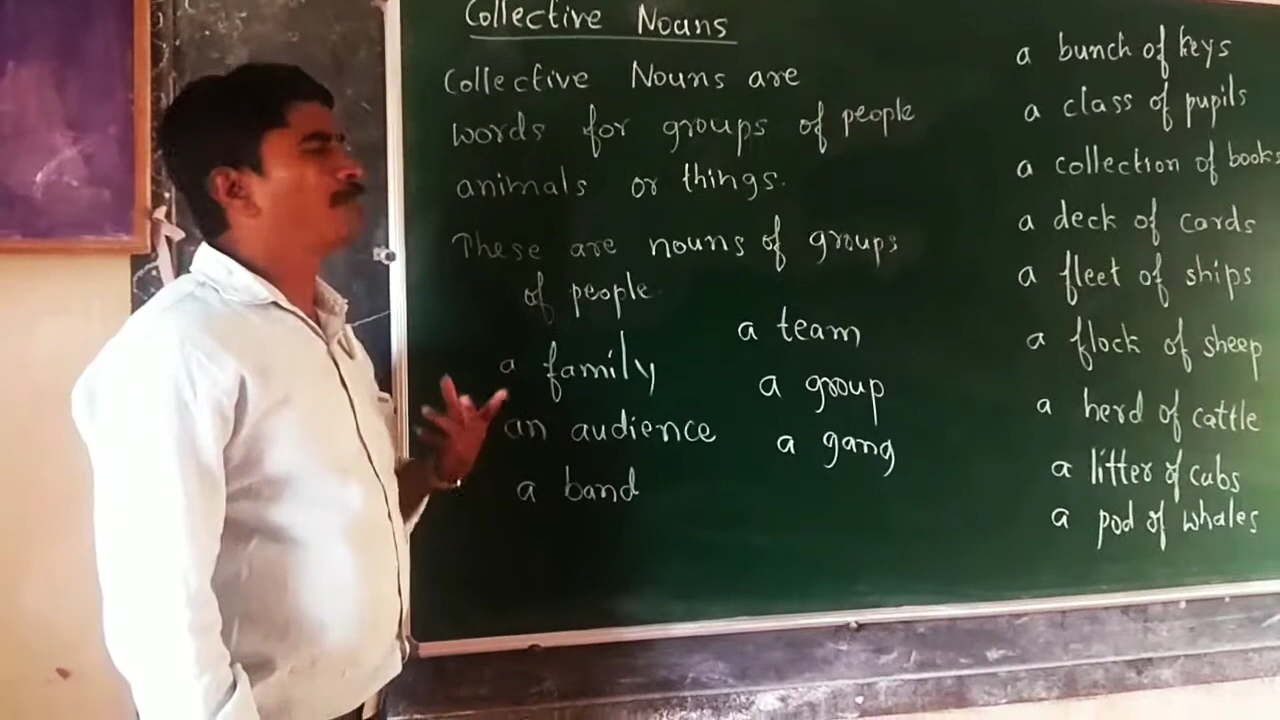 Collective Nouns
Collective Nouns are
words for groups of people
animals or things.
These are nouns of groups
of people
a family
an audience
a band
a team
a group
a gang
a bunch of keys
a class of pupils
a collection of books
a deck of cards
a fleet of ships
a flock of sheep
a herd of cattle
a litter of cubs
a pod of whales